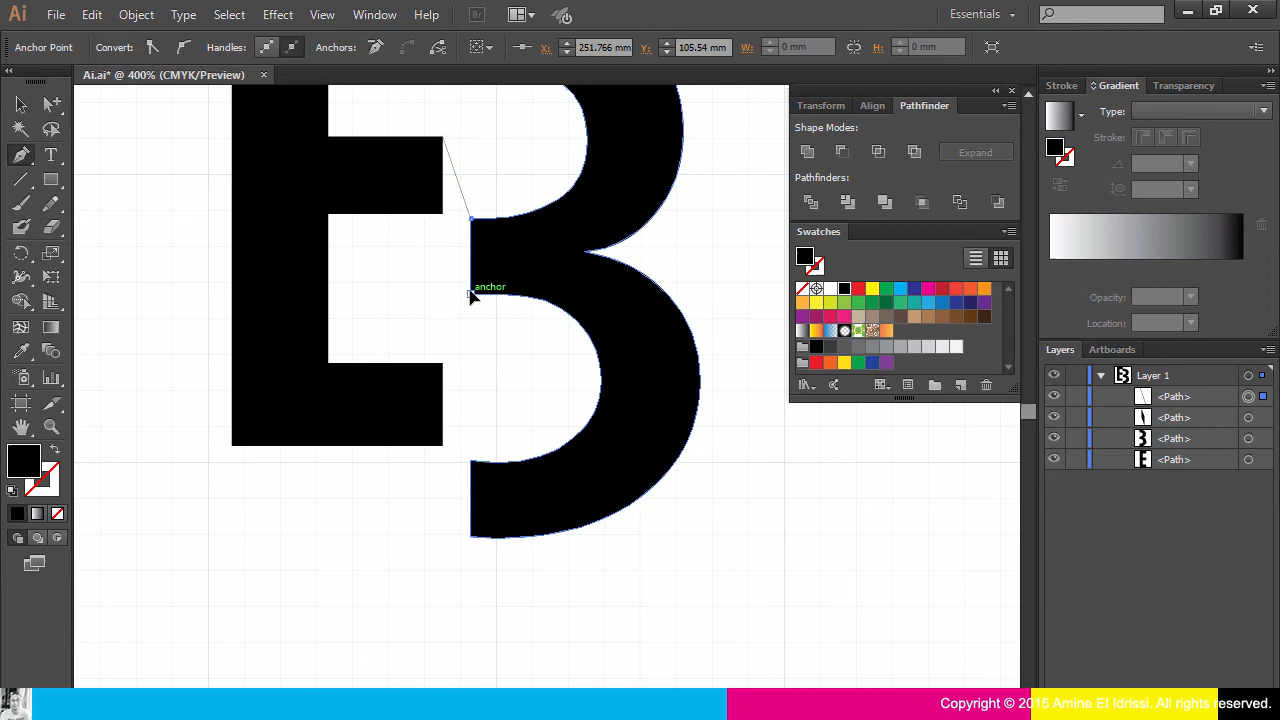 Ai File Edit Object Type Select Effect View Window Help Br Essentials
Anchor Point Convert: Handles: Anchors: X: 251.766 mm Y: 105.54 mm W: 0 mm H: 0 mm
Ai.ai* @ 400% (CMYK/Preview)
Stroke Gradient Transparency
Transform Align Pathfinder
Type:
Shape Modes:
Stroke:
Expand
Pathfinders:
Swatches
E3
anchor
Opacity:
Location:
Layers Artboards
Layer 1
<Path>
<Path>
<Path>
<Path>
Copyright © 2015 Amine El Idrissi. All rights reserved.